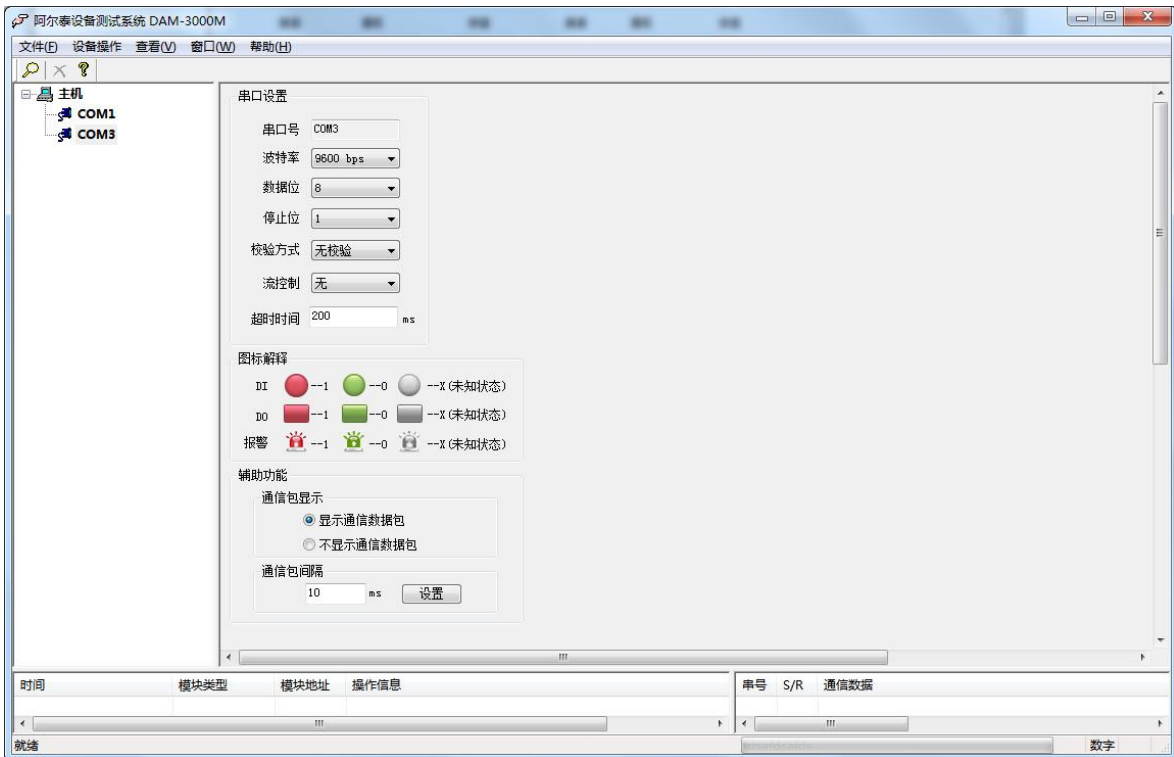 阿尔泰设备测试系统 DAM-3000M
文件(F) 设备操作 查看(V) 窗口(W) 帮助(H)
主机
COM1
COM3
串口设置
串口号 COM3
波特率 9600 bps
数据位 8
停止位 1
校验方式 无校验
流控制 无
超时时间 200 ms
图标解释
DI --1 --0 --X(未知状态)
DO --1 --0 --X(未知状态)
报警 --1 --0 --X(未知状态)
辅助功能
通信包显示
显示通信数据包
不显示通信数据包
通信包间隔
10 ms 设置
时间 模块类型 模块地址 操作信息
串号 S/R 通信数据
就绪 数字